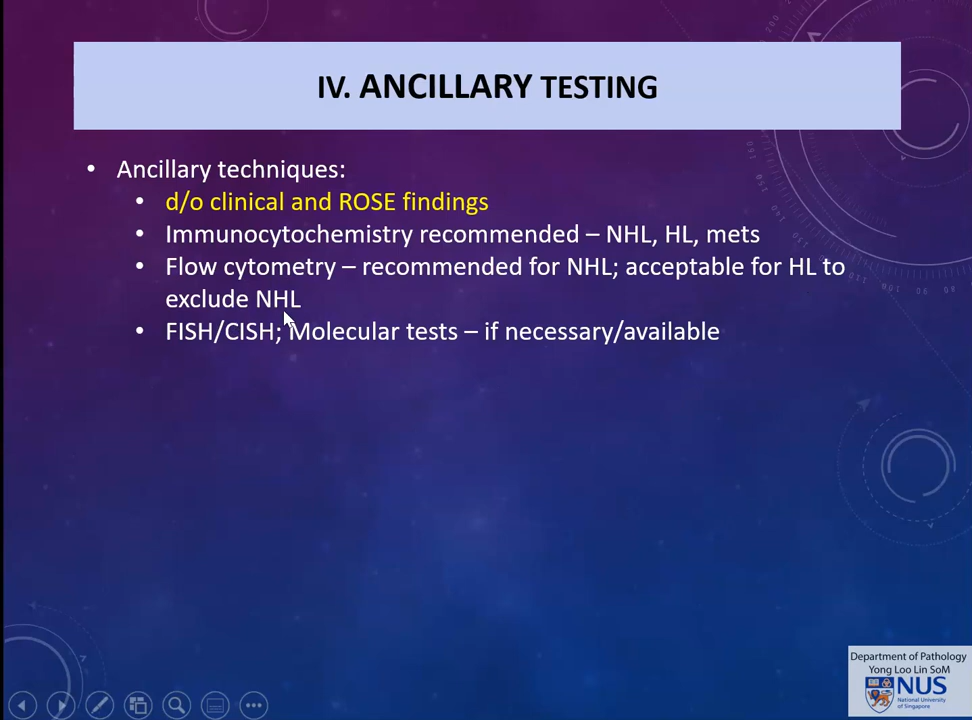 IV. ANCILLARY TESTING
• Ancillary techniques:
• d/o clinical and ROSE findings
• Immunocytochemistry recommended – NHL, HL, mets
• Flow cytometry – recommended for NHL; acceptable for HL to
exclude NHL
• FISH/CISH; Molecular tests – if necessary/available
Department of Pathology
Yong Loo Lin SoM
NUS
National University
of Singapore